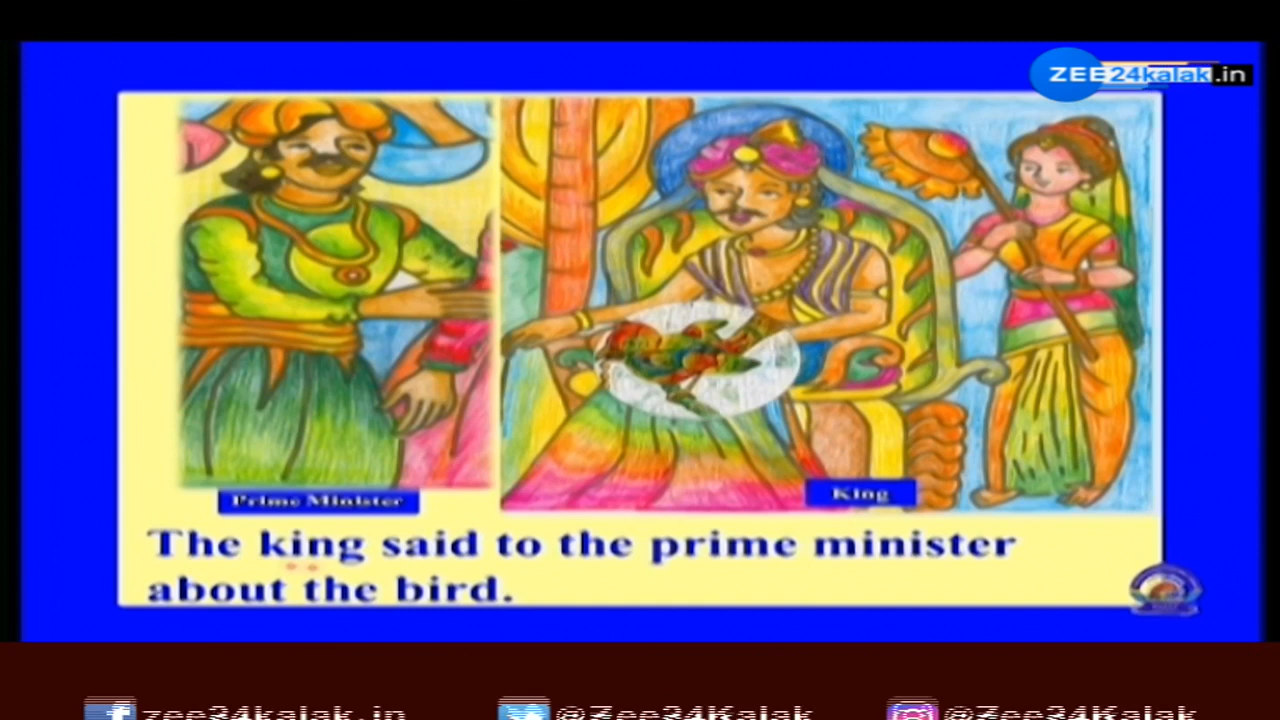 ZEE24kalak.in
Prime Minister
King
The king said to the prime minister
about the bird.
zee24kalak.in
@Zee24Kalak
@Zee24Kalak